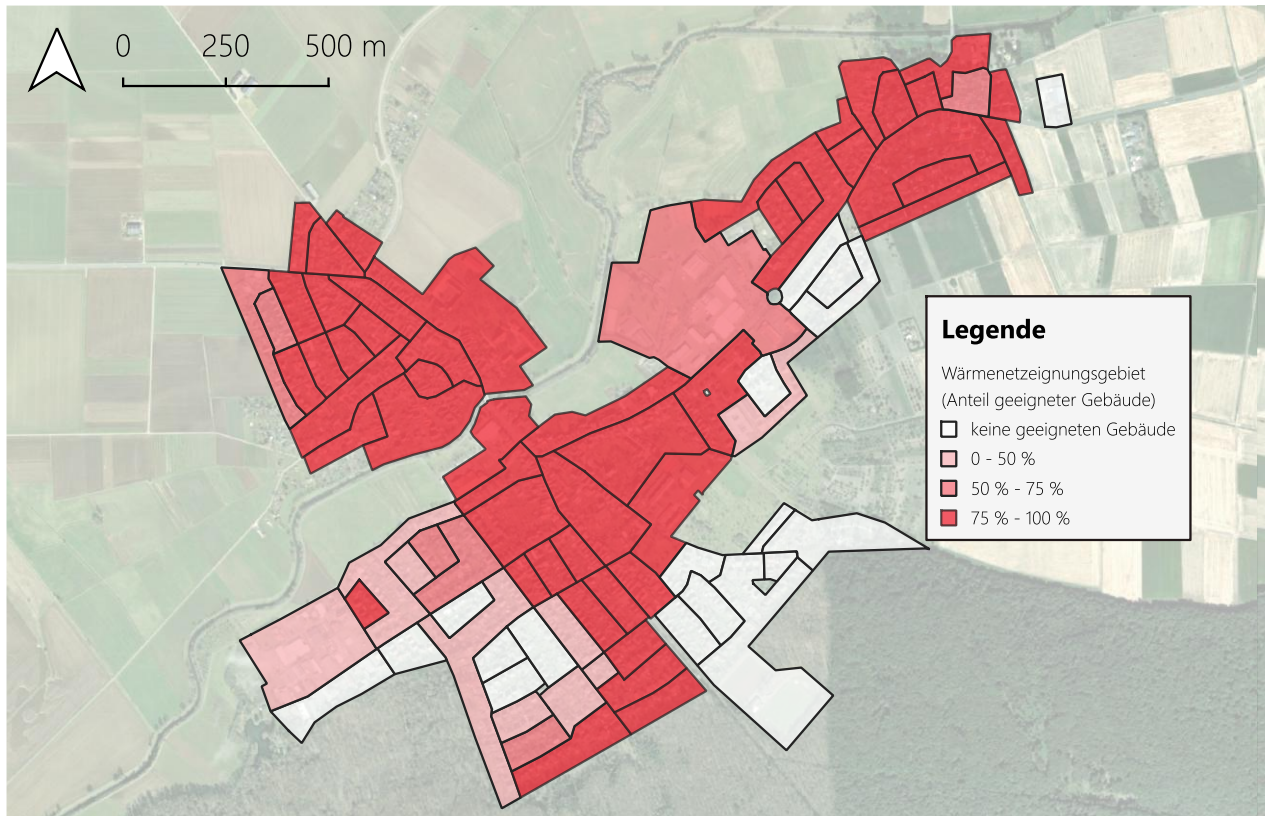 0 250 500 m
Legende
Wärmenetzeignungsgebiet
(Anteil geeigneter Gebäude)
keine geeigneten Gebäude
0 - 50 %
50 % - 75 %
75 % - 100 %